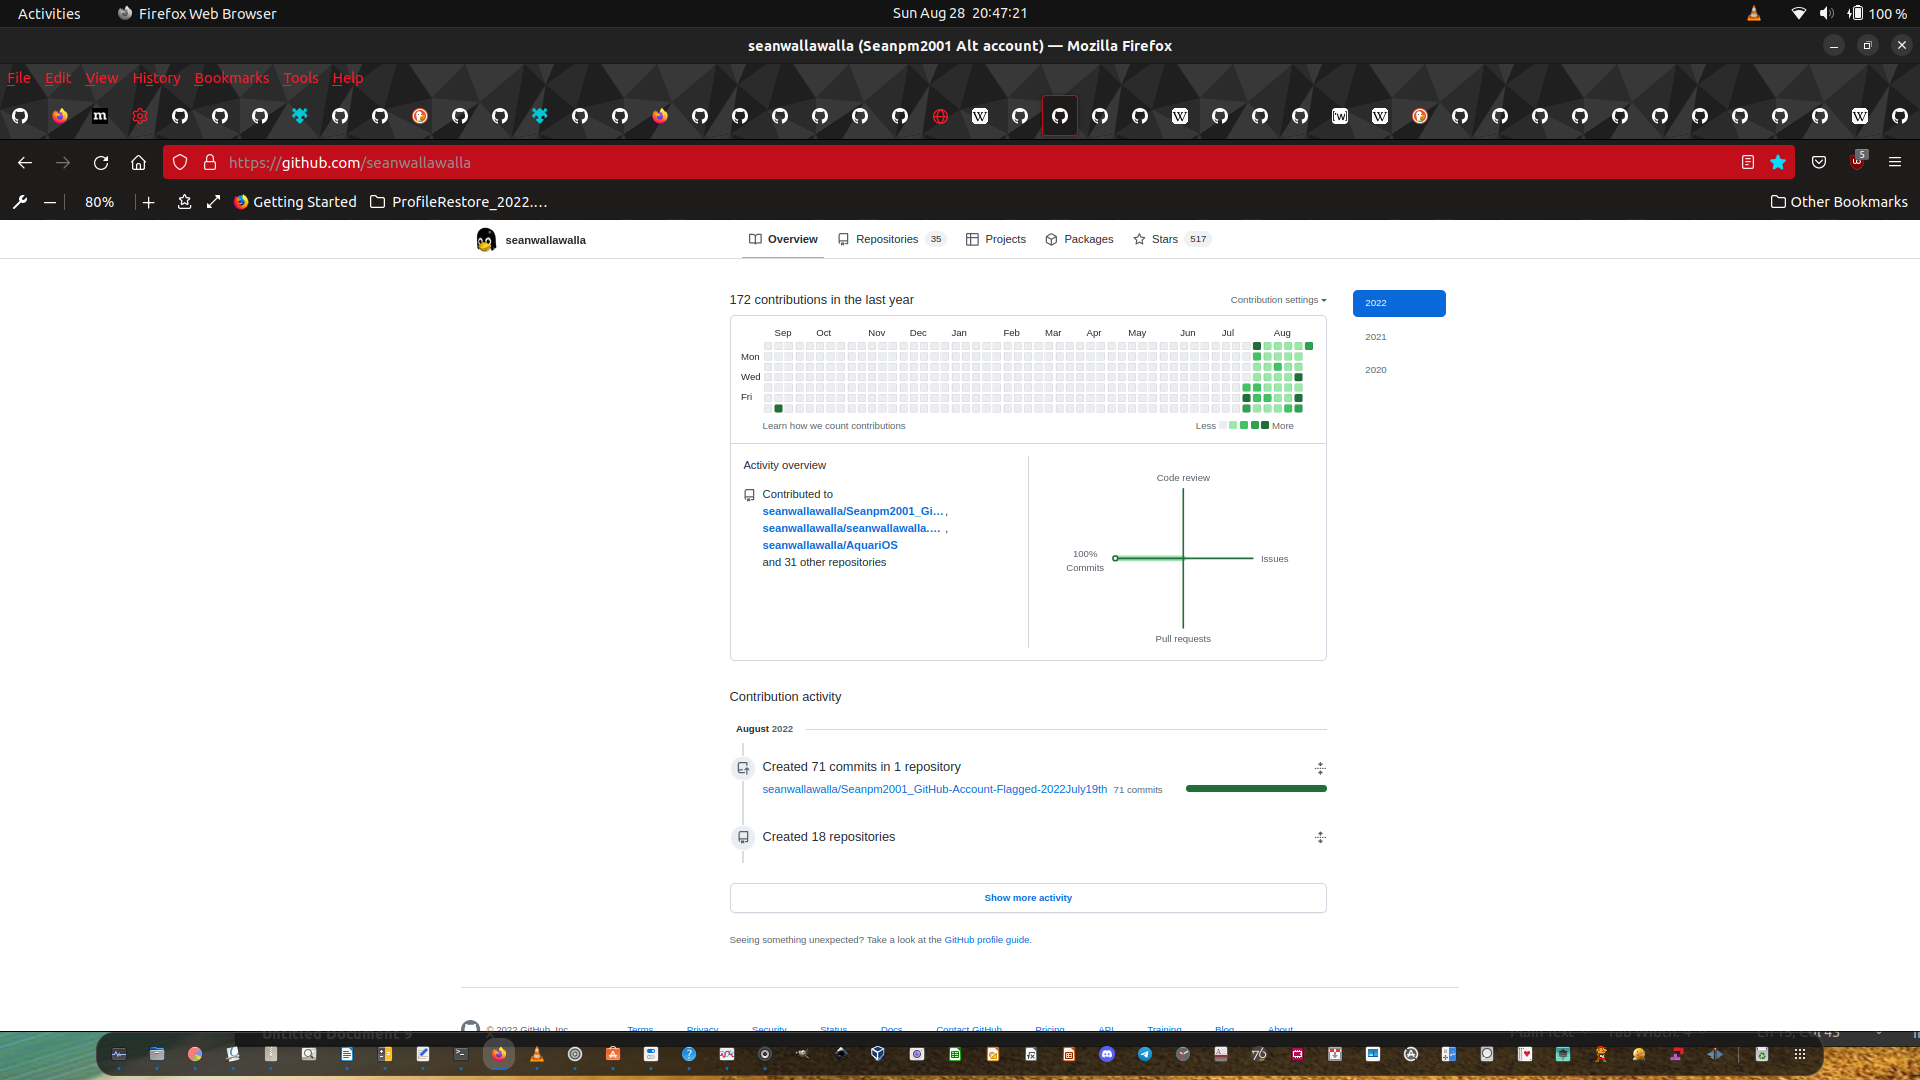 Activities Firefox Web Browser Sun Aug 28 20:47:21 100 %
seanwallawalla (Seanpm2001 Alt account) — Mozilla Firefox
File Edit View History Bookmarks Tools Help
https://github.com/seanwallawalla 5
80% Getting Started ProfileRestore_2022.… Other Bookmarks
seanwallawalla Overview Repositories 35 Projects Packages Stars 517
172 contributions in the last year Contribution settings 2022
Sep Oct Nov Dec Jan Feb Mar Apr May Jun Jul Aug
2021
Mon
2020
Wed
Fri
Learn how we count contributions Less More
Activity overview
Contributed to
seanwallawalla/Seanpm2001_Gi…,
seanwallawalla/seanwallawalla.… ,
seanwallawalla/AquariOS
and 31 other repositories
Code review
100%
Commits
Issues
Pull requests
Contribution activity
August 2022
Created 71 commits in 1 repository
seanwallawalla/Seanpm2001_GitHub-Account-Flagged-2022July19th 71 commits
Created 18 repositories
Show more activity
Seeing something unexpected? Take a look at the GitHub profile guide.
© 2022 GitHub, Inc. Terms Privacy Security Status Docs Contact GitHub Pricing API Training Blog About